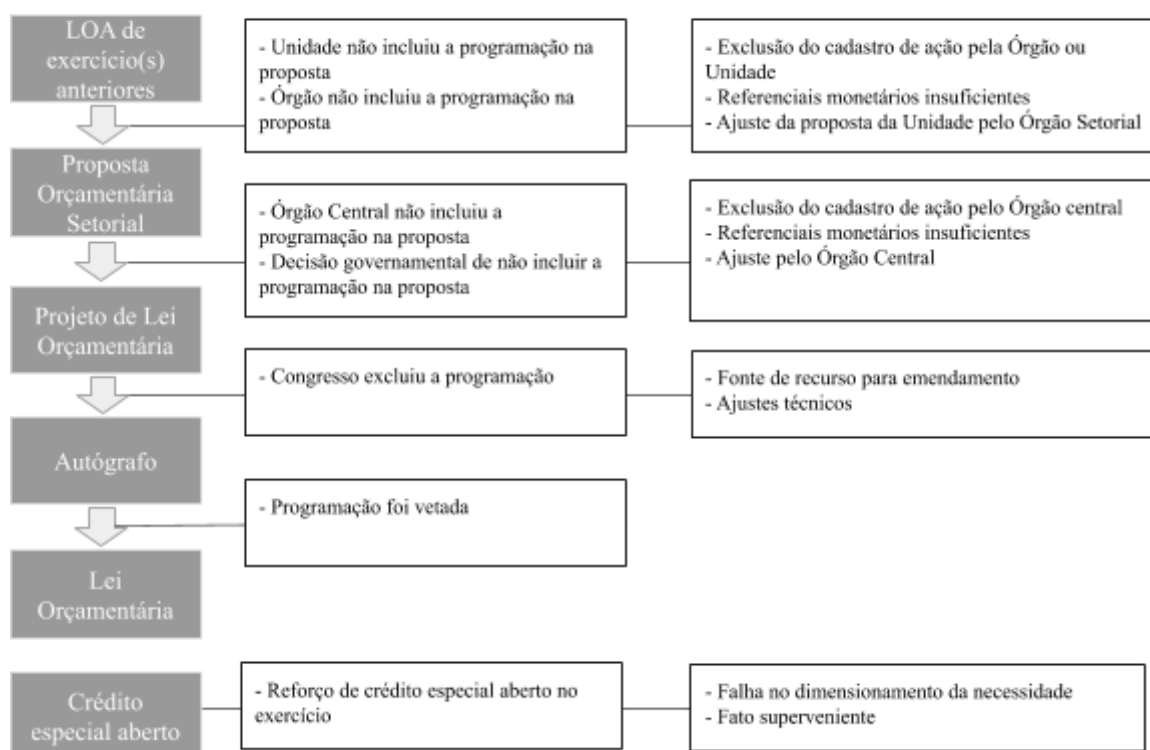 LOA de
exercício(s)
anteriores
- Unidade não incluiu a programação na
proposta
- Órgão não incluiu a programação na
proposta
- Exclusão do cadastro de ação pela Órgão ou
Unidade
- Referenciais monetários insuficientes
- Ajuste da proposta da Unidade pelo Órgão Setorial
Proposta
Orçamentária
Setorial
- Órgão Central não incluiu a
programação na proposta
- Decisão governamental de não incluir a
programação na proposta
- Exclusão do cadastro de ação pelo Órgão central
- Referenciais monetários insuficientes
- Ajuste pelo Órgão Central
Projeto de Lei
Orçamentária
- Congresso excluiu a programação
- Fonte de recurso para emendamento
- Ajustes técnicos
Autógrafo
- Programação foi vetada
Lei
Orçamentária
Crédito
especial aberto
- Reforço de crédito especial aberto no
exercício
- Falha no dimensionamento da necessidade
- Fato superveniente